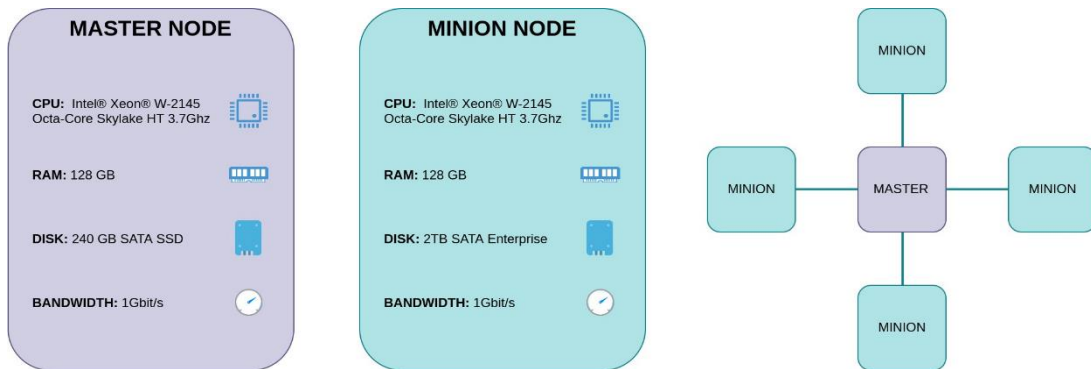 MASTER NODE
CPU: Intel® Xeon® W-2145
Octa-Core Skylake HT 3.7Ghz
RAM: 128 GB
DISK: 240 GB SATA SSD
BANDWIDTH: 1Gbit/s
MINION NODE
CPU: Intel® Xeon® W-2145
Octa-Core Skylake HT 3.7Ghz
RAM: 128 GB
DISK: 2TB SATA Enterprise
BANDWIDTH: 1Gbit/s
MINION
MINION
MASTER
MINION
MINION